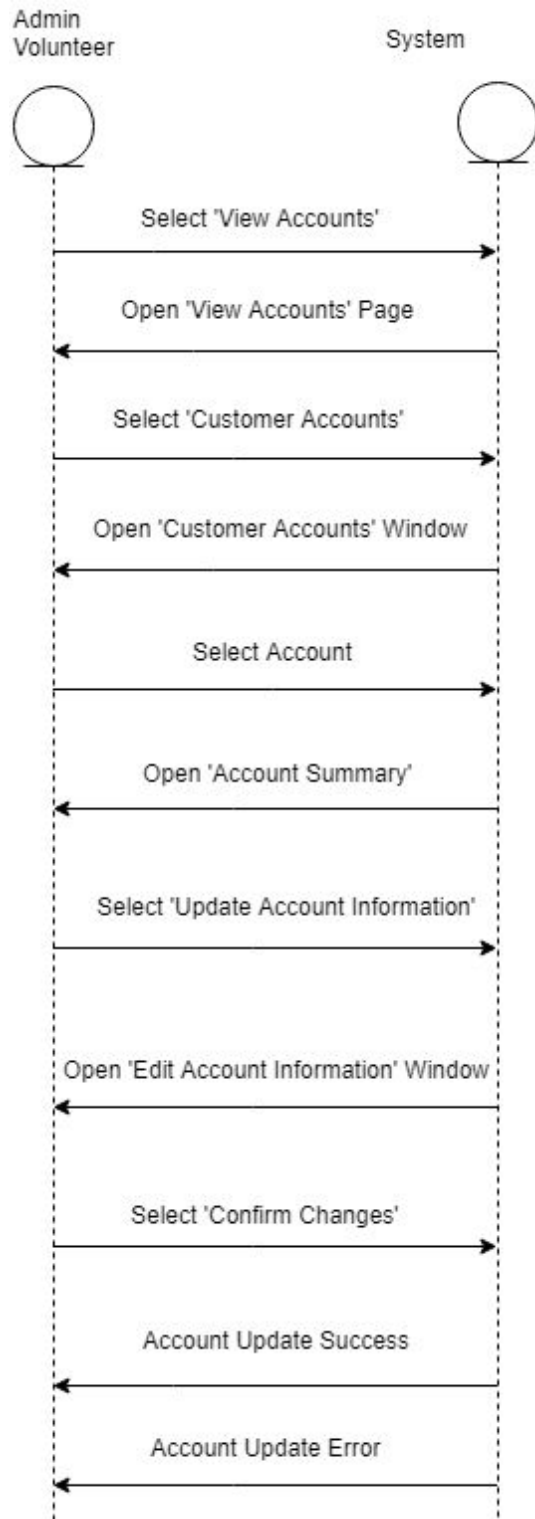 Admin
Volunteer
System
Select 'View Accounts'
Open 'View Accounts' Page
Select 'Customer Accounts'
Open 'Customer Accounts' Window
Select Account
Open 'Account Summary'
Select 'Update Account Information'
Open 'Edit Account Information' Window
Select 'Confirm Changes'
Account Update Success
Account Update Error